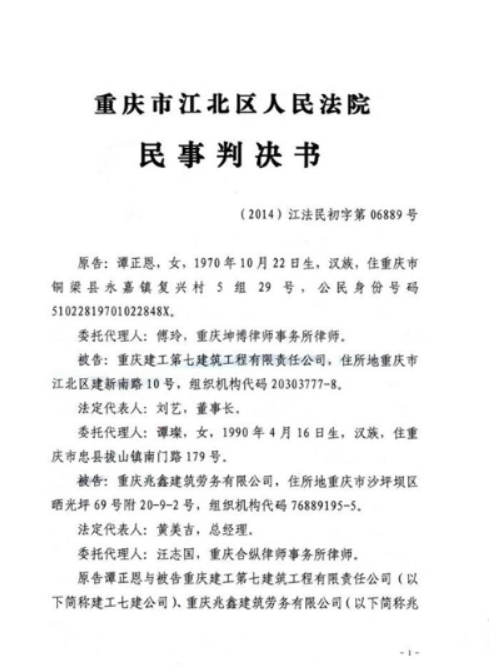 重庆市江北区人民法院
民事判决书
（2014）江法民初字第 06889 号
原告：谭正恩，女，1970 年 10 月 22 日生，汉族，住重庆市
铜梁县永嘉镇复兴村 5 组 29 号，公民身份号码
51022819701022848X。
委托代理人：傅玲，重庆坤博律师事务所律师。
被告：重庆建工第七建筑工程有限责任公司，住所地重庆市
江北区建新南路 10 号，组织机构代码 20303777-8。
法定代表人：刘艺，董事长。
委托代理人：谭璨，女，1990 年 4 月 16 日生，汉族，住重
庆市忠县拔山镇南门路 179 号。
被告：重庆兆鑫建筑劳务有限公司，住所地重庆市沙坪坝区
晒光坪 69 号附 20-9-2 号，组织机构代码 76889195-5。
法定代表人：黄美吉，总经理。
委托代理人：汪志国，重庆合纵律师事务所律师。
原告谭正恩与被告重庆建工第七建筑工程有限责任公司（以
下简称建工七建公司）、重庆兆鑫建筑劳务有限公司（以下简称兆
- 1 -